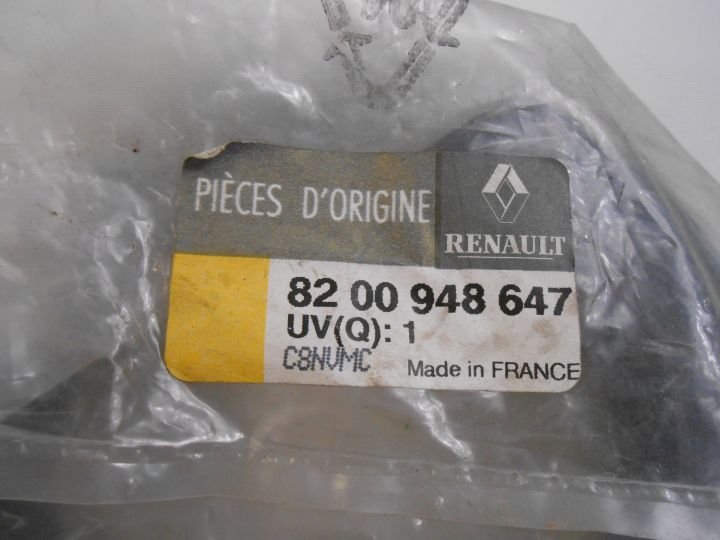 PIÈCES D'ORIGINE
RENAULT
82 00 948 647
UV(Q): 1
C8NVMC
Made in FRANCE